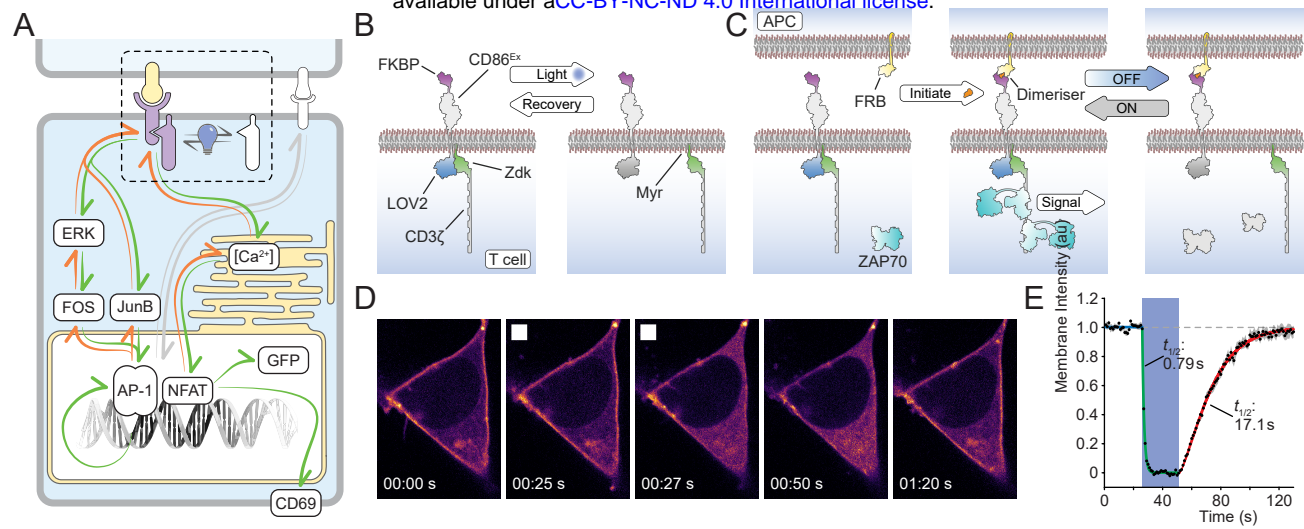 available under aCC-BY-NC-ND 4.0 International license.
A
ERK
[Ca²⁺]
FOS
JunB
GFP
AP-1
NFAT
CD69
B
FKBP
CD86Ex
Light
Recovery
Zdk
Myr
LOV2
CD3ζ
T cell
C
APC
FRB
Initiate
Dimeriser
OFF
ON
Signal
ZAP70
D
00:00 s
00:25 s
00:27 s
00:50 s
01:20 s
E
Membrane Intensity (au)
1.2
1.0
0.8
0.6
0.4
0.2
0
t1/2:
0.79 s
t1/2:
17.1 s
0
40
80
120
Time (s)